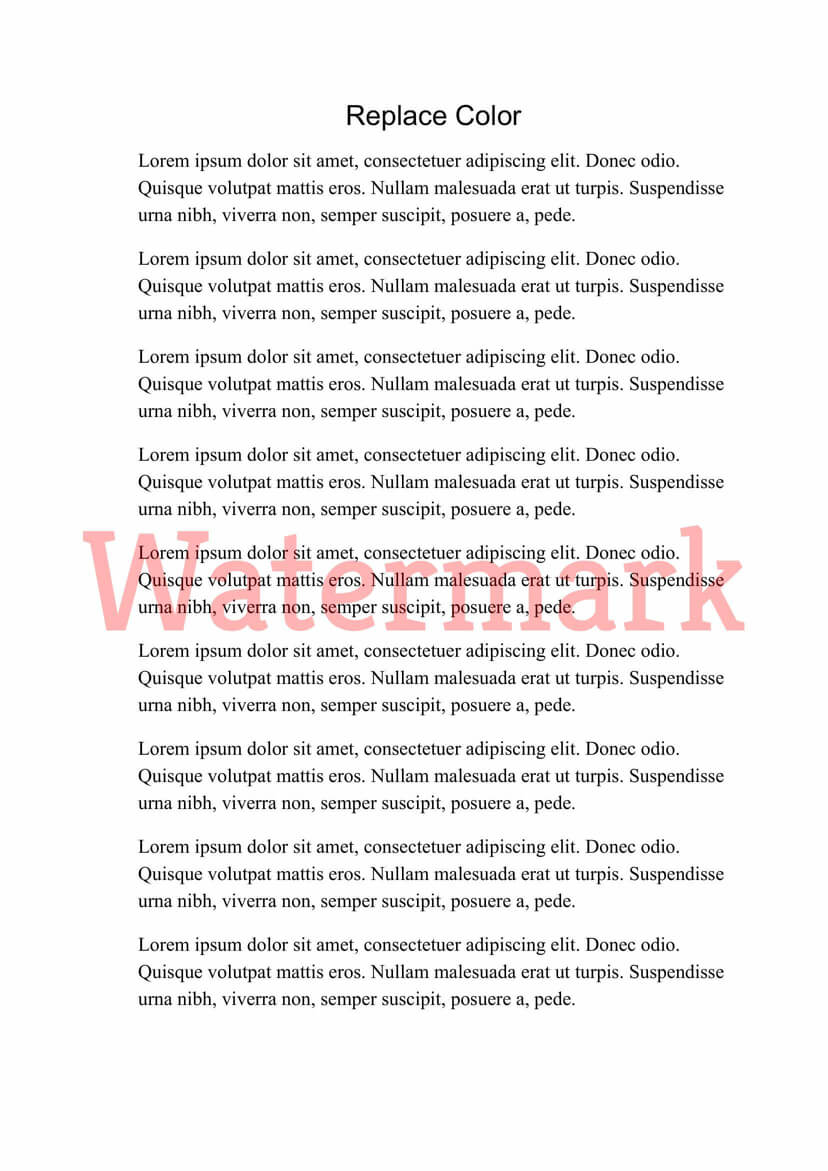 Replace Color
Lorem ipsum dolor sit amet, consectetuer adipiscing elit. Donec odio.
Quisque volutpat mattis eros. Nullam malesuada erat ut turpis. Suspendisse
urna nibh, viverra non, semper suscipit, posuere a, pede.
Lorem ipsum dolor sit amet, consectetuer adipiscing elit. Donec odio.
Quisque volutpat mattis eros. Nullam malesuada erat ut turpis. Suspendisse
urna nibh, viverra non, semper suscipit, posuere a, pede.
Lorem ipsum dolor sit amet, consectetuer adipiscing elit. Donec odio.
Quisque volutpat mattis eros. Nullam malesuada erat ut turpis. Suspendisse
urna nibh, viverra non, semper suscipit, posuere a, pede.
Lorem ipsum dolor sit amet, consectetuer adipiscing elit. Donec odio.
Quisque volutpat mattis eros. Nullam malesuada erat ut turpis. Suspendisse
urna nibh, viverra non, semper suscipit, posuere a, pede.
Lorem ipsum dolor sit amet, consectetuer adipiscing elit. Donec odio.
Quisque volutpat mattis eros. Nullam malesuada erat ut turpis. Suspendisse
urna nibh, viverra non, semper suscipit, posuere a, pede.
Watermark
Lorem ipsum dolor sit amet, consectetuer adipiscing elit. Donec odio.
Quisque volutpat mattis eros. Nullam malesuada erat ut turpis. Suspendisse
urna nibh, viverra non, semper suscipit, posuere a, pede.
Lorem ipsum dolor sit amet, consectetuer adipiscing elit. Donec odio.
Quisque volutpat mattis eros. Nullam malesuada erat ut turpis. Suspendisse
urna nibh, viverra non, semper suscipit, posuere a, pede.
Lorem ipsum dolor sit amet, consectetuer adipiscing elit. Donec odio.
Quisque volutpat mattis eros. Nullam malesuada erat ut turpis. Suspendisse
urna nibh, viverra non, semper suscipit, posuere a, pede.
Lorem ipsum dolor sit amet, consectetuer adipiscing elit. Donec odio.
Quisque volutpat mattis eros. Nullam malesuada erat ut turpis. Suspendisse
urna nibh, viverra non, semper suscipit, posuere a, pede.